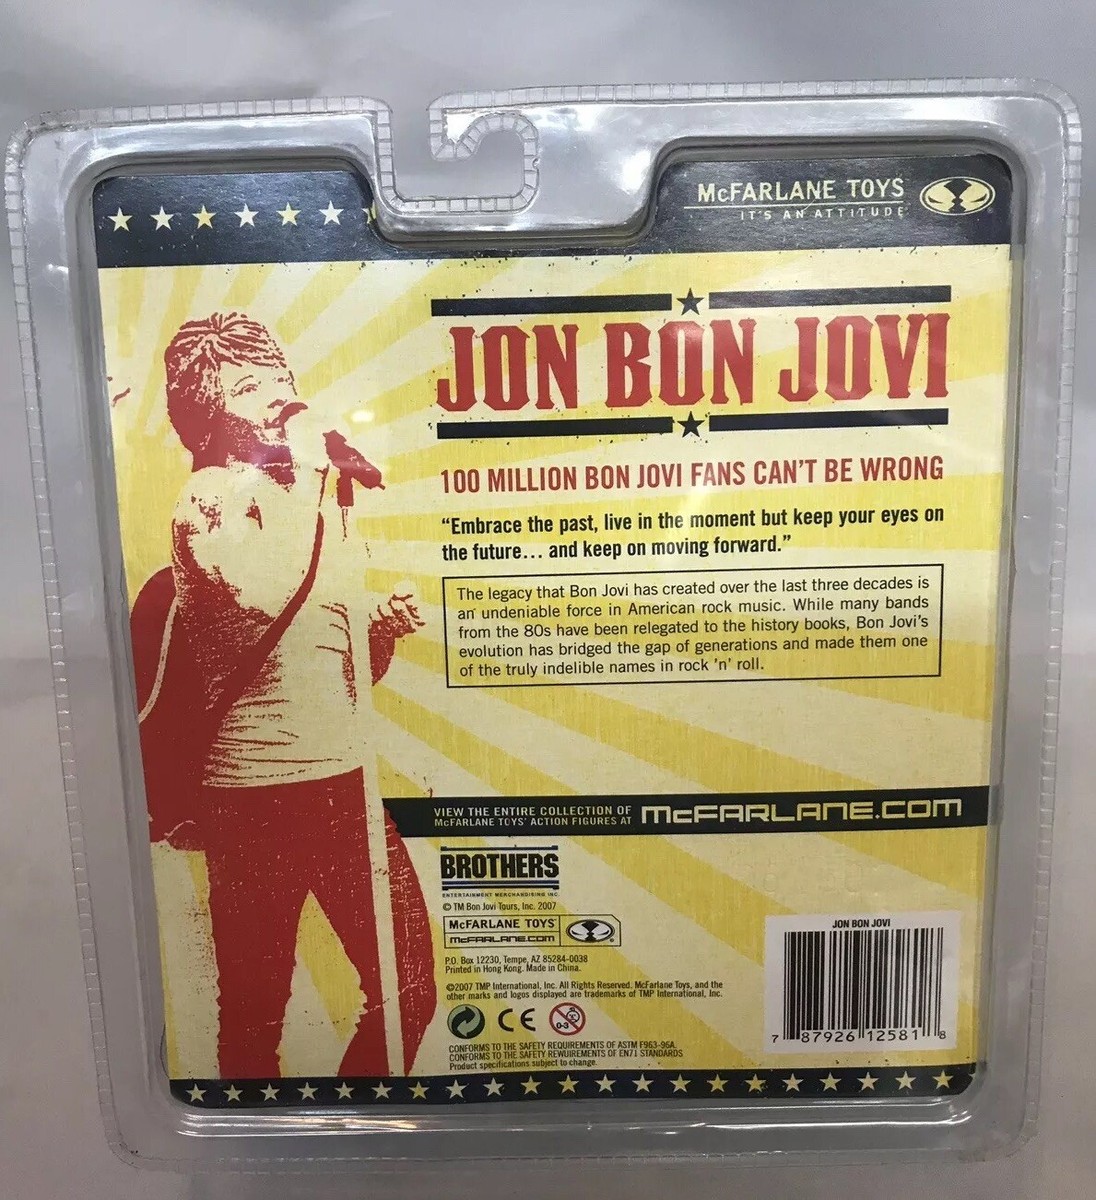 McFARLANE TOYS
IT'S AN ATTITUDE
JON BON JOVI
100 MILLION BON JOVI FANS CAN'T BE WRONG
“Embrace the past, live in the moment but keep your eyes on
the future... and keep on moving forward.”
The legacy that Bon Jovi has created over the last three decades is
an undeniable force in American rock music. While many bands
from the 80s have been relegated to the history books, Bon Jovi's
evolution has bridged the gap of generations and made them one
of the truly indelible names in rock 'n' roll.
VIEW THE ENTIRE COLLECTION OF
McFARLANE TOYS' ACTION FIGURES AT
McFARLANE.COM
BROTHERS
ENTERTAINMENT MERCHANDISING INC.
© TM Bon Jovi Tours, Inc. 2007
McFARLANE TOYS
McFARLANE.COM
P.O. Box 12230, Tempe, AZ 85284-0038
Printed in Hong Kong. Made in China.
©2007 TMP International, Inc. All Rights Reserved. McFarlane Toys, and the
other marks and logos displayed are trademarks of TMP International, Inc.
CE
0-3
CONFORMS TO THE SAFETY REQUIREMENTS OF ASTM F963-96A.
CONFORMS TO THE SAFETY REWUIREMENTS OF EN71 STANDARDS
Product specifications subject to change.
JON BON JOVI
7 87926 12581 8